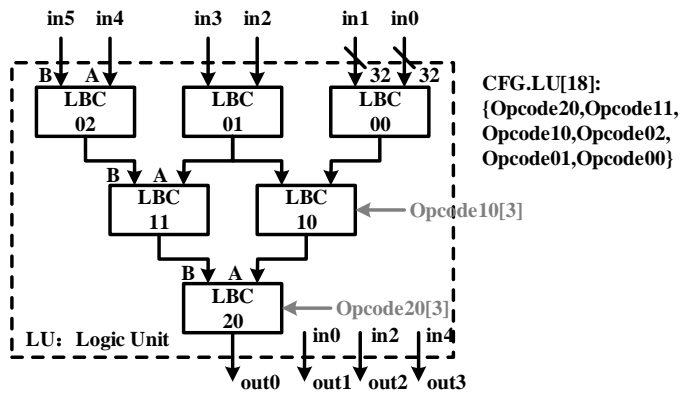 in5 in4 in3 in2 in1 in0
B A 32 32
LBC 02
LBC 01
LBC 00
CFG.LU[18]:
{Opcode20,Opcode11,
Opcode10,Opcode02,
Opcode01,Opcode00}
B A
LBC 11
LBC 10
Opcode10[3]
B A
LBC 20
Opcode20[3]
LU: Logic Unit
in0 in2 in4
out0 out1 out2 out3